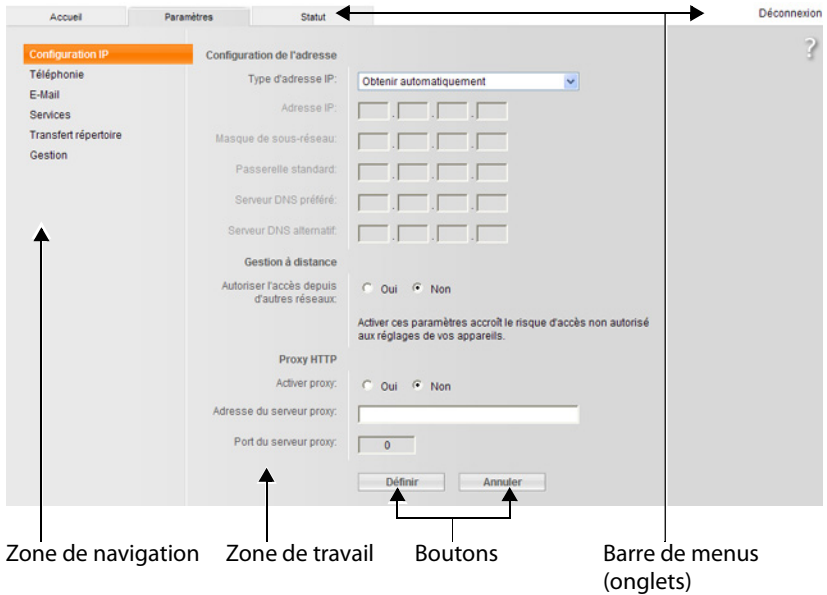 Accueil Paramètres Statut Déconnexion
?
Configuration IP
Téléphonie
E-Mail
Services
Transfert répertoire
Gestion
Configuration de l'adresse
Type d'adresse IP: Obtenir automatiquement
Adresse IP: . . .
Masque de sous-réseau: . . .
Passerelle standard: . . .
Serveur DNS préféré: . . .
Serveur DNS alternatif: . . .
Gestion à distance
Autoriser l'accès depuis
d'autres réseaux: Oui Non
Activer ces paramètres accroît le risque d'accès non autorisé
aux réglages de vos appareils.
Proxy HTTP
Activer proxy: Oui Non
Adresse du serveur proxy:
Port du serveur proxy: 0
Définir Annuler
Zone de navigation Zone de travail Boutons Barre de menus
(onglets)